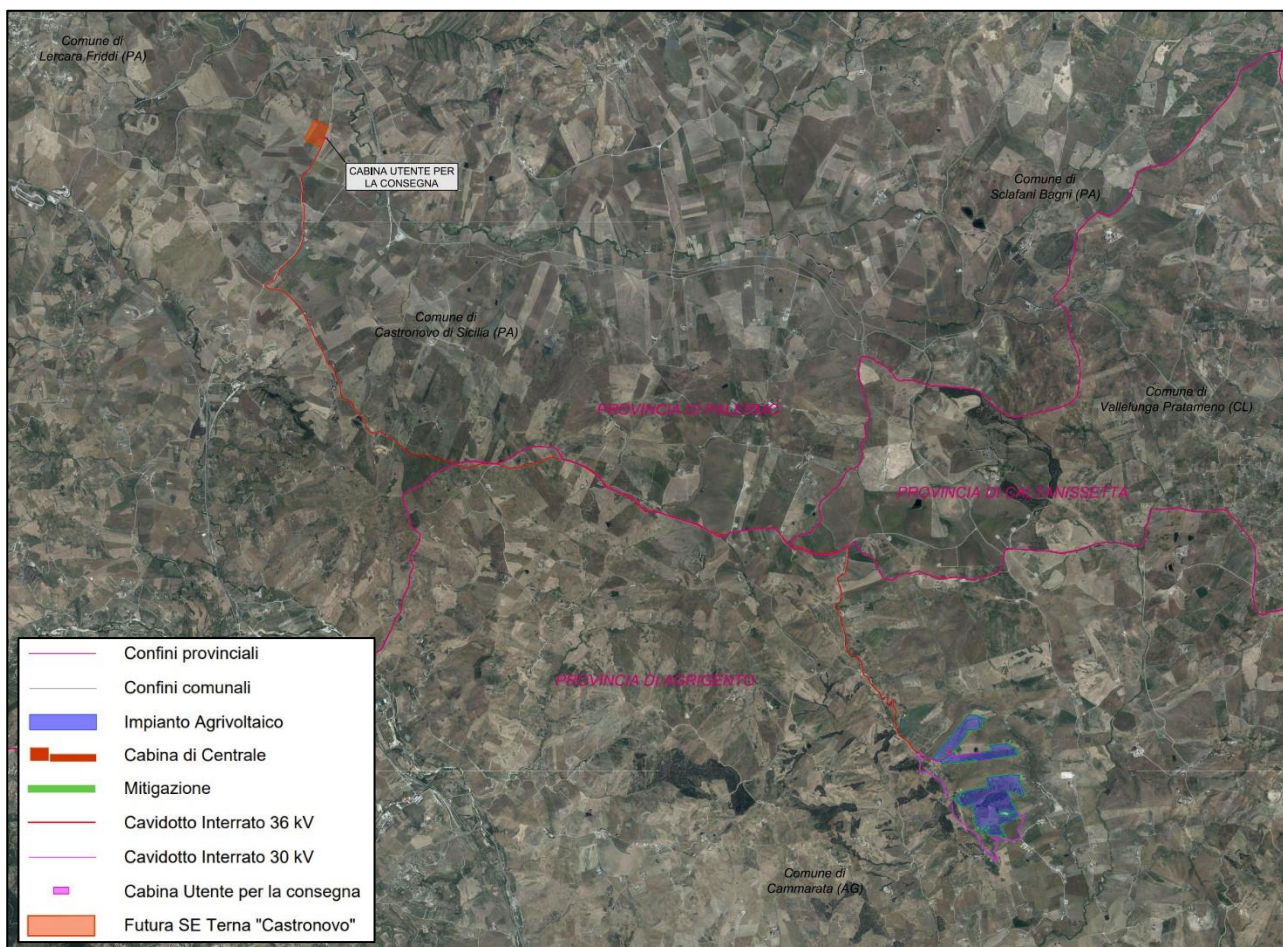 Comune di
Lercara Friddi (PA)
CABINA UTENTE PER
LA CONSEGNA
Comune di
Sclafani Bagni (PA)
Comune di
Castronovo di Sicilia (PA)
Comune di
Vallelunga Pratameno (CL)
PROVINCIA DI PALERMO
PROVINCIA DI CALTANISSETTA
PROVINCIA DI AGRIGENTO
Comune di
Cammarata (AG)
Confini provinciali
Confini comunali
Impianto Agrivoltaico
Cabina di Centrale
Mitigazione
Cavidotto Interrato 36 kV
Cavidotto Interrato 30 kV
Cabina Utente per la consegna
Futura SE Terna "Castronovo"